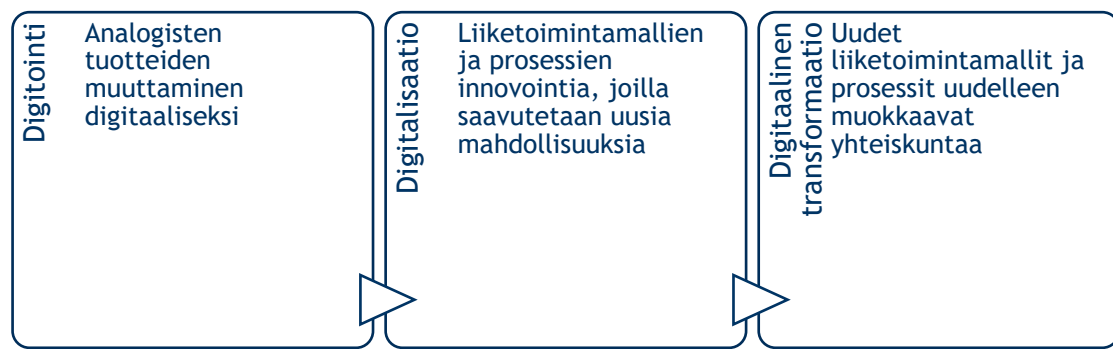 Digitointi
Analogisten
tuotteiden
muuttaminen
digitaaliseksi
Digitalisaatio
Liiketoimintamallien
ja prosessien
innovointia, joilla
saavutetaan uusia
mahdollisuuksia
Digitaalinen
transformaatio
Uudet
liiketoimintamallit ja
prosessit uudelleen
muokkaavat
yhteiskuntaa